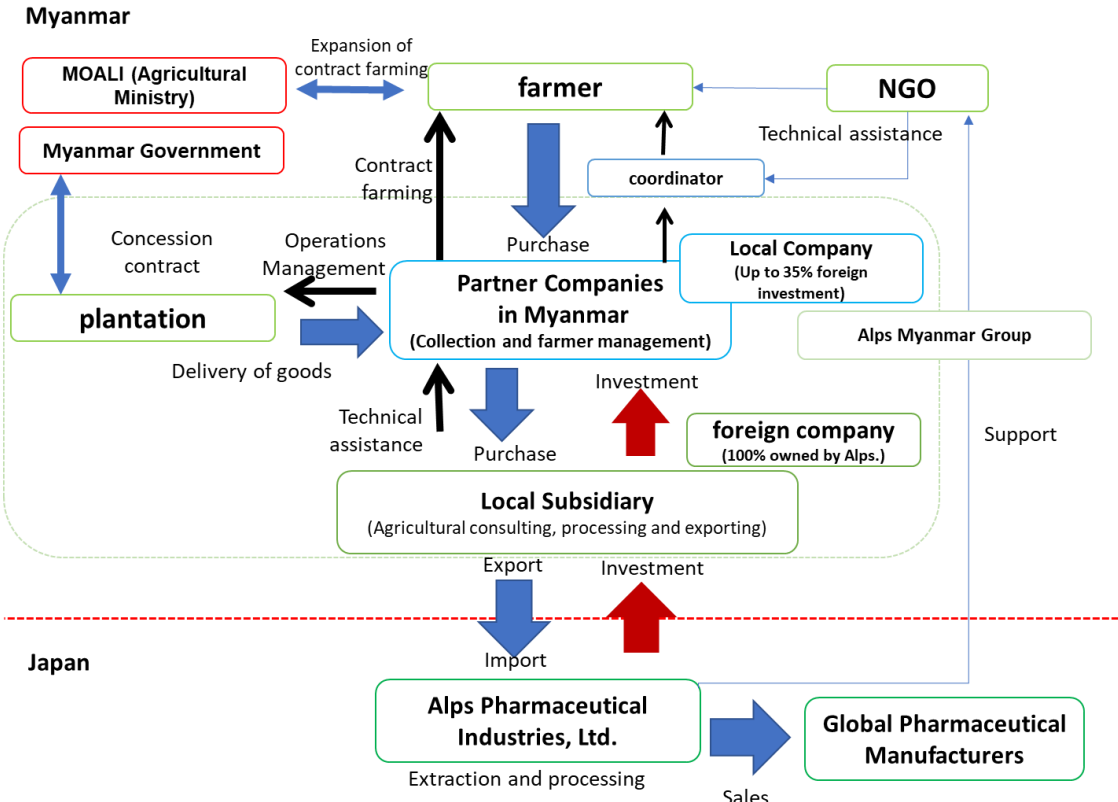 Myanmar
Expansion of
contract farming
MOALI (Agricultural
Ministry)
farmer
NGO
Technical assistance
Myanmar Government
Contract
farming
coordinator
Concession
contract
Operations
Management
Purchase
Local Company
(Up to 35% foreign
investment)
Partner Companies
in Myanmar
(Collection and farmer management)
plantation
Alps Myanmar Group
Delivery of goods
Investment
Technical
assistance
Purchase
foreign company
(100% owned by Alps.)
Support
Local Subsidiary
(Agricultural consulting, processing and exporting)
Export
Investment
Japan
Import
Alps Pharmaceutical
Industries, Ltd.
Global Pharmaceutical
Manufacturers
Extraction and processing
Sales